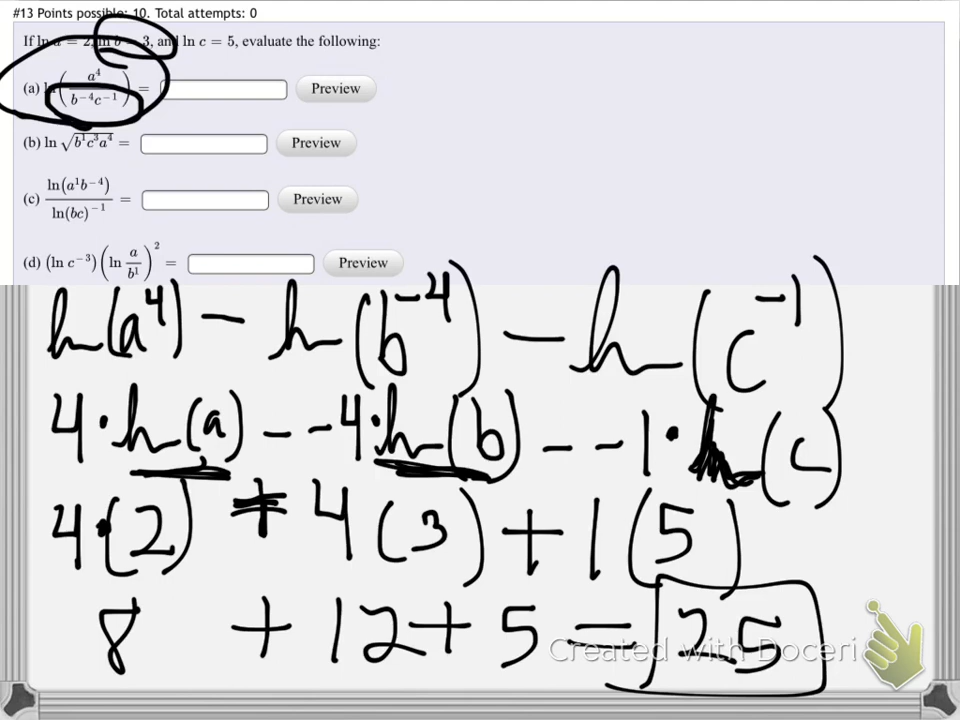 #13 Points possible: 10. Total attempts: 0
If ln a = 2, ln b = 3, and ln c = 5, evaluate the following:
(a) ln(a⁴/(b⁻⁴c⁻¹)) = Preview
(b) ln √(b¹c³a⁴) = Preview
(c) ln(a¹b⁻⁴)/ln(bc)⁻¹ = Preview
(d) (ln c⁻³)(ln a/b¹)² = Preview
ln(a⁴) - ln(b⁻⁴) - ln(c⁻¹)
4·ln(a) - -4·ln(b) - -1·ln(c)
4·(2) + 4(3) + 1(5)
8 + 12 + 5 = 25
Created with Doceri